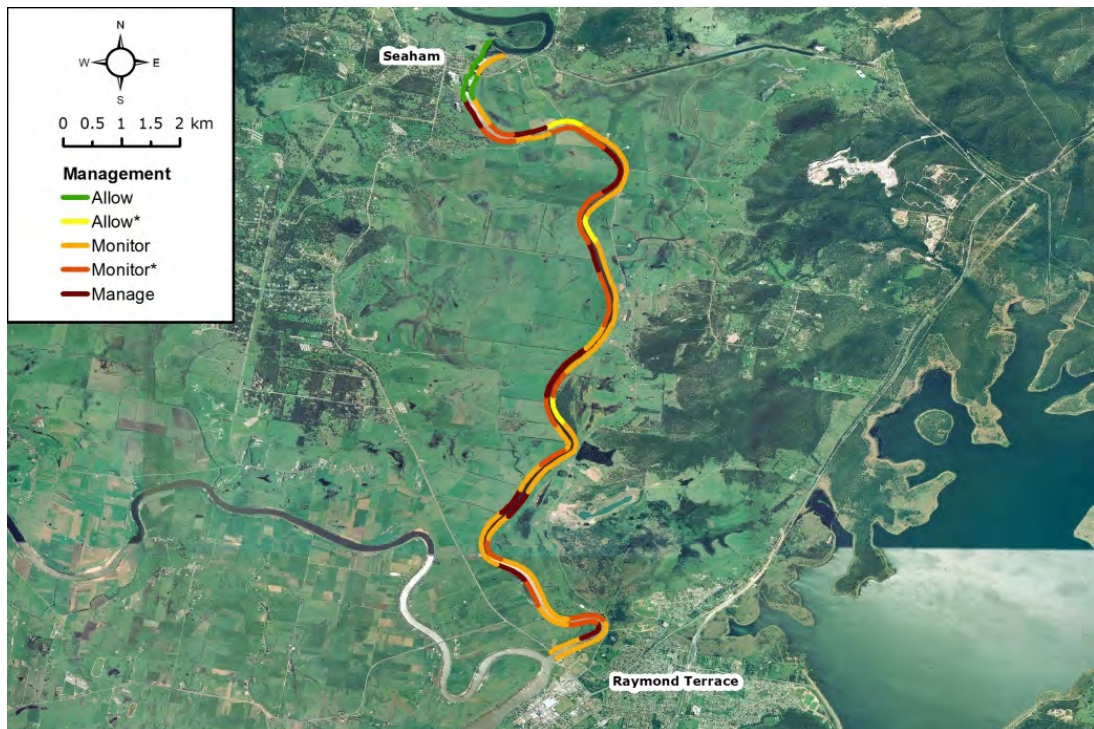 N
W E
S
0 0.5 1 1.5 2 km
Management
Allow
Allow*
Monitor
Monitor*
Manage
Seaham
Raymond Terrace